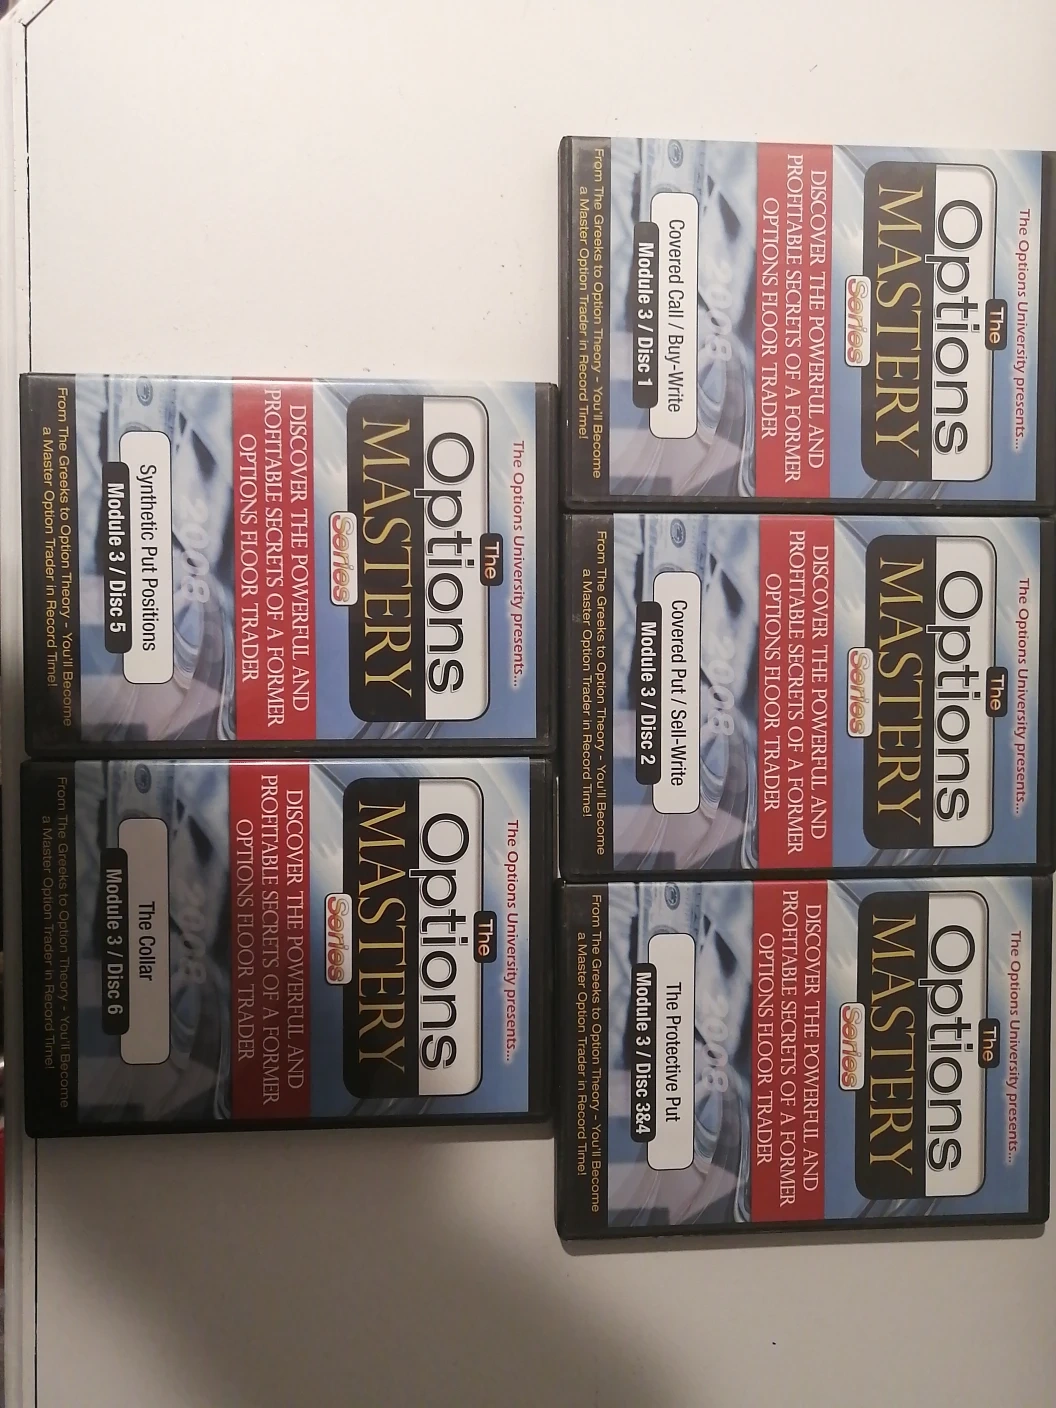 The Options University presents...
The
Options
MASTERY
Series
DISCOVER THE POWERFUL AND
PROFITABLE SECRETS OF A FORMER
OPTIONS FLOOR TRADER
2008
Covered Call / Buy-Write
Module 3 / Disc 1
From The Greeks to Option Theory - You'll Become
a Master Option Trader in Record Time!
The Options University presents...
The
Options
MASTERY
Series
DISCOVER THE POWERFUL AND
PROFITABLE SECRETS OF A FORMER
OPTIONS FLOOR TRADER
2008
Covered Put / Sell-Write
Module 3 / Disc 2
From The Greeks to Option Theory - You'll Become
a Master Option Trader in Record Time!
The Options University presents...
The
Options
MASTERY
Series
DISCOVER THE POWERFUL AND
PROFITABLE SECRETS OF A FORMER
OPTIONS FLOOR TRADER
2008
The Protective Put
Module 3 / Disc 3&4
From The Greeks to Option Theory - You'll Become
a Master Option Trader in Record Time!
The Options University presents...
The
Options
MASTERY
Series
DISCOVER THE POWERFUL AND
PROFITABLE SECRETS OF A FORMER
OPTIONS FLOOR TRADER
2008
Synthetic Put Positions
Module 3 / Disc 5
From The Greeks to Option Theory - You'll Become
a Master Option Trader in Record Time!
The Options University presents...
The
Options
MASTERY
Series
DISCOVER THE POWERFUL AND
PROFITABLE SECRETS OF A FORMER
OPTIONS FLOOR TRADER
2008
The Collar
Module 3 / Disc 6
From The Greeks to Option Theory - You'll Become
a Master Option Trader in Record Time!